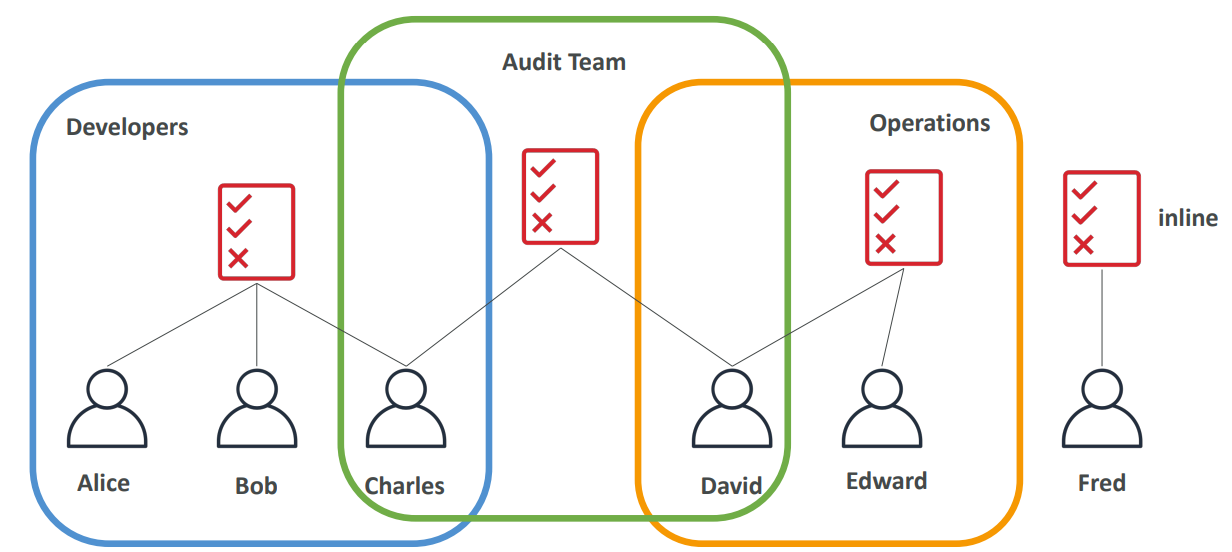 Audit Team
Developers
Operations
inline
Alice
Bob
Charles
David
Edward
Fred